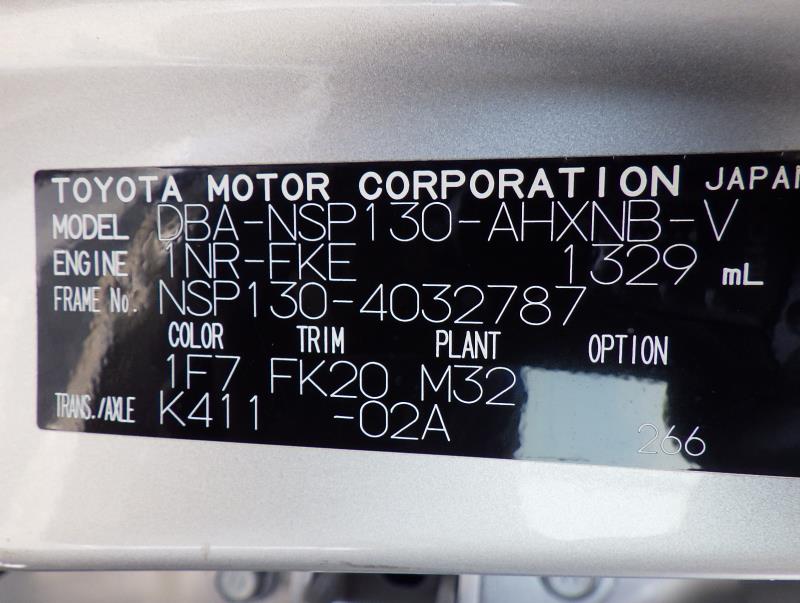 TOYOTA MOTOR CORPORATION JAPAN
MODEL DBA-NSP130-AHXNB-V
ENGINE 1NR-FKE 1329 mL
FRAME No. NSP130-4032787
COLOR TRIM PLANT OPTION
1F7 FK20 M32
TRANS./AXLE K411 -02A
266